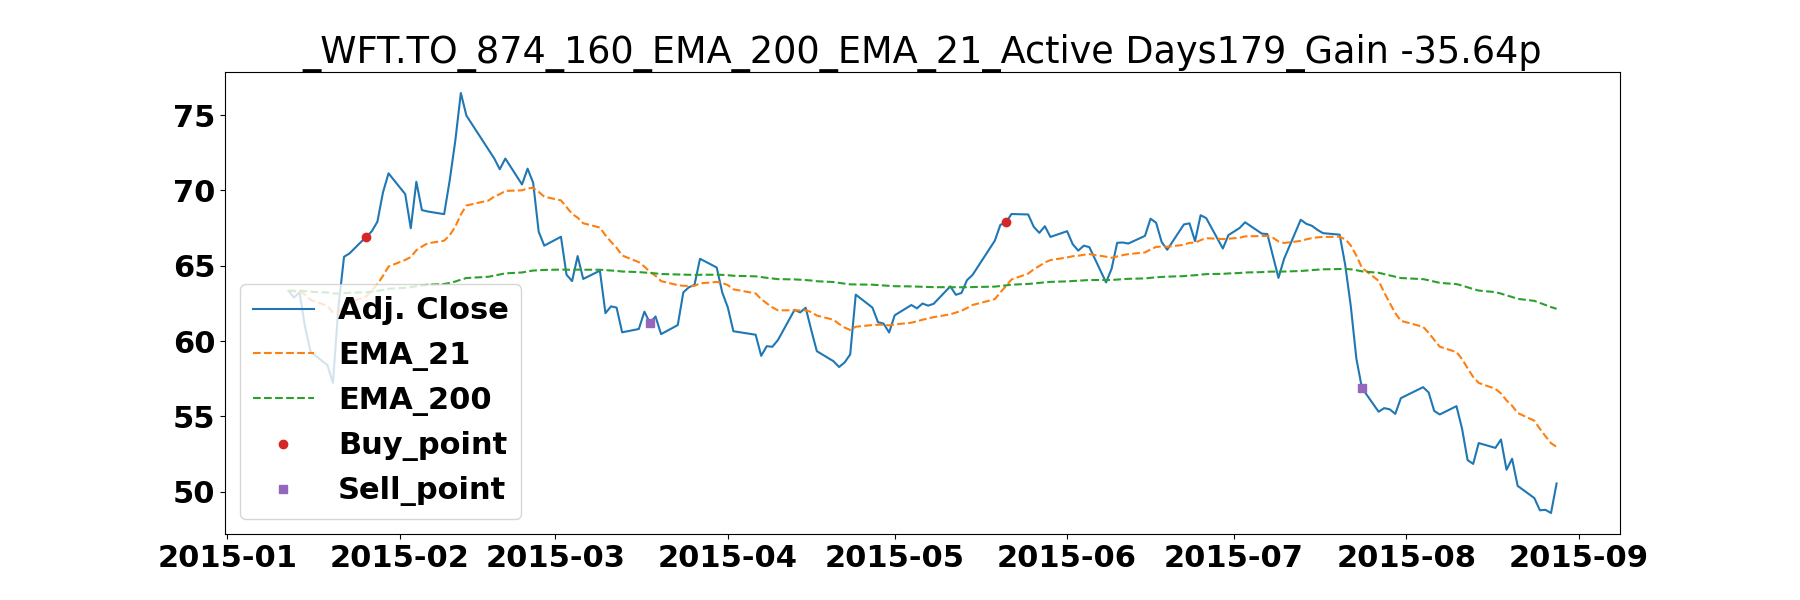 _WFT.TO_874_160_EMA_200_EMA_21_Active Days179_Gain -35.64p
75
70
65
60
55
50
Adj. Close
EMA_21
EMA_200
Buy_point
Sell_point
2015-01 2015-02 2015-03 2015-04 2015-05 2015-06 2015-07 2015-08 2015-09